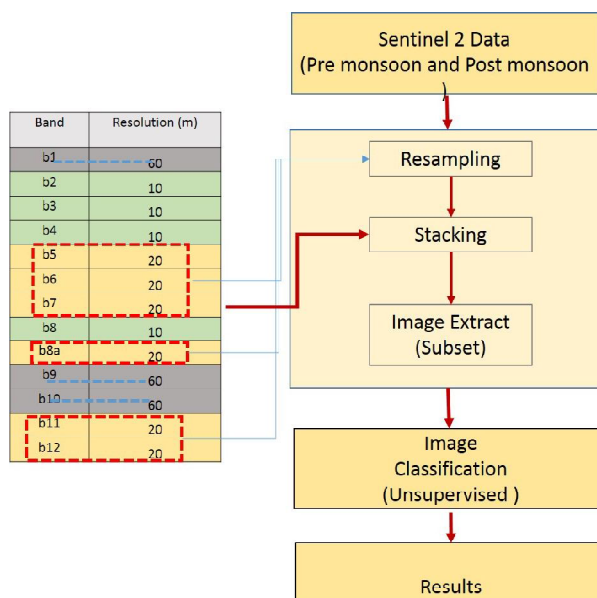 Sentinel 2 Data
(Pre monsoon and Post monsoon
)
Band Resolution (m)
b1 60
b2 10
b3 10
b4 10
b5 20
b6 20
b7 20
b8 10
b8a 20
b9 60
b10 60
b11 20
b12 20
Resampling
Stacking
Image Extract
(Subset)
Image
Classification
(Unsupervised )
Results